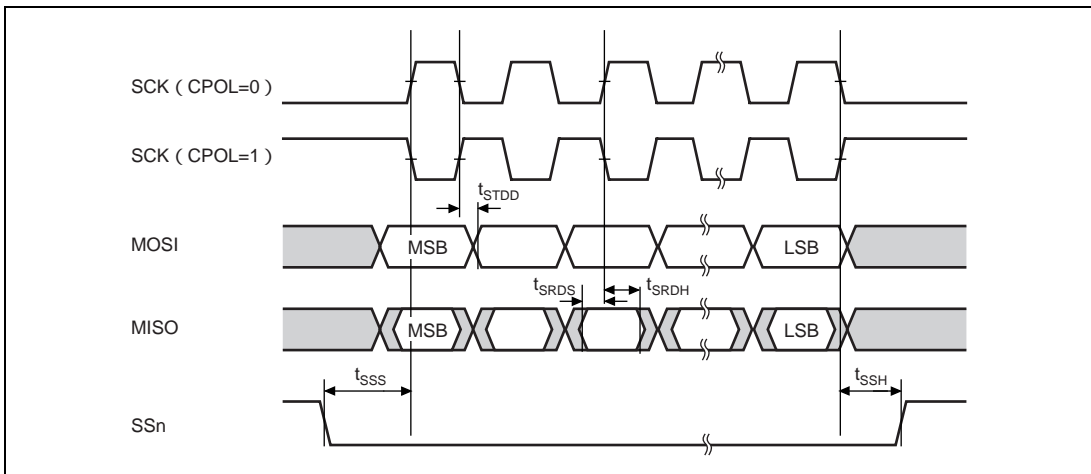 SCK ( CPOL=0 )
SCK ( CPOL=1 )
tSTDD
MOSI
MSB
LSB
tSRDS
tSRDH
MISO
MSB
LSB
tSSS
tSSH
SSn